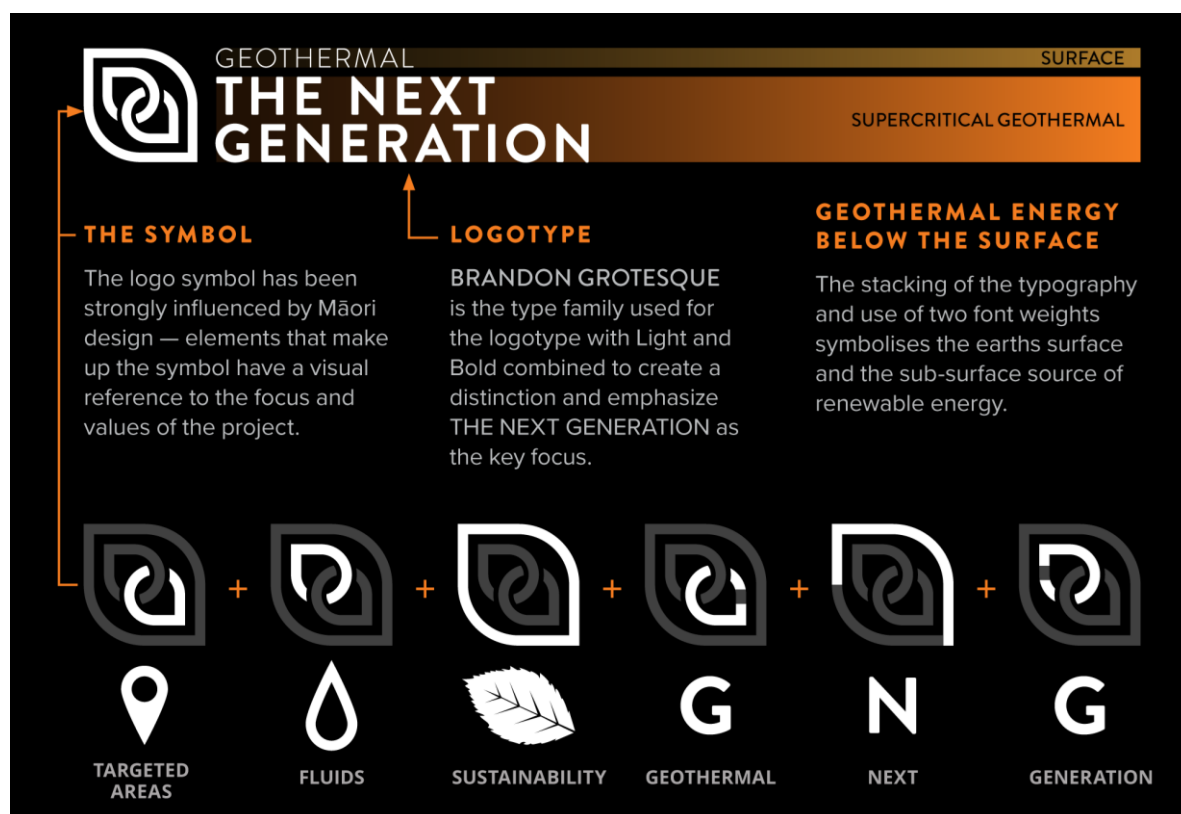 GEOTHERMAL
THE NEXT
GENERATION
SURFACE
SUPERCRITICAL GEOTHERMAL
THE SYMBOL
The logo symbol has been
strongly influenced by Māori
design — elements that make
up the symbol have a visual
reference to the focus and
values of the project.
LOGOTYPE
BRANDON GROTESQUE
is the type family used for
the logotype with Light and
Bold combined to create a
distinction and emphasize
THE NEXT GENERATION as
the key focus.
GEOTHERMAL ENERGY
BELOW THE SURFACE
The stacking of the typography
and use of two font weights
symbolises the earths surface
and the sub-surface source of
renewable energy.
+ + + + +
G N G
TARGETED
AREAS
FLUIDS
SUSTAINABILITY
GEOTHERMAL
NEXT
GENERATION